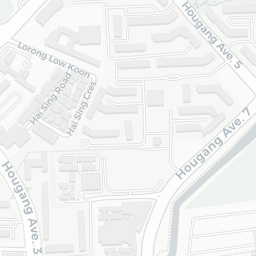 Lorong Low Koon
Hougang Ave. 5
Hai Sing Road
Hai Sing Cres
Hougang Ave. 7
Hougang Ave. 3